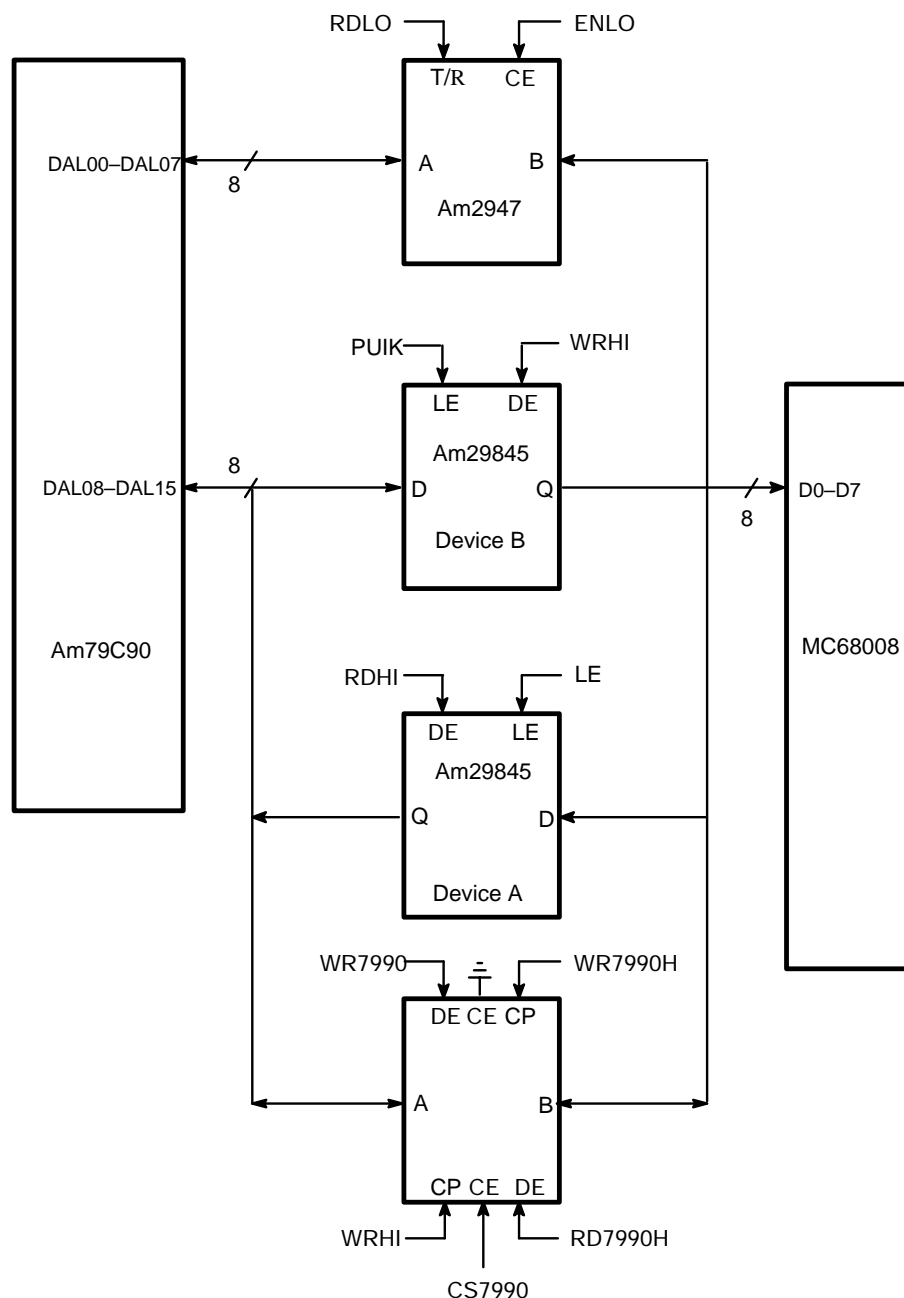 RDLO ENLO
T/R CE
DAL00–DAL07 A B
8
Am2947
PUIK WRHI
LE DE
Am29845
8
DAL08–DAL15 D Q D0–D7
8
Device B
Am79C90 MC68008
RDHI LE
DE LE
Am29845
Q D
Device A
WR7990 WR7990H
DE CE CP
A B
CP CE DE
WRHI RD7990H
CS7990